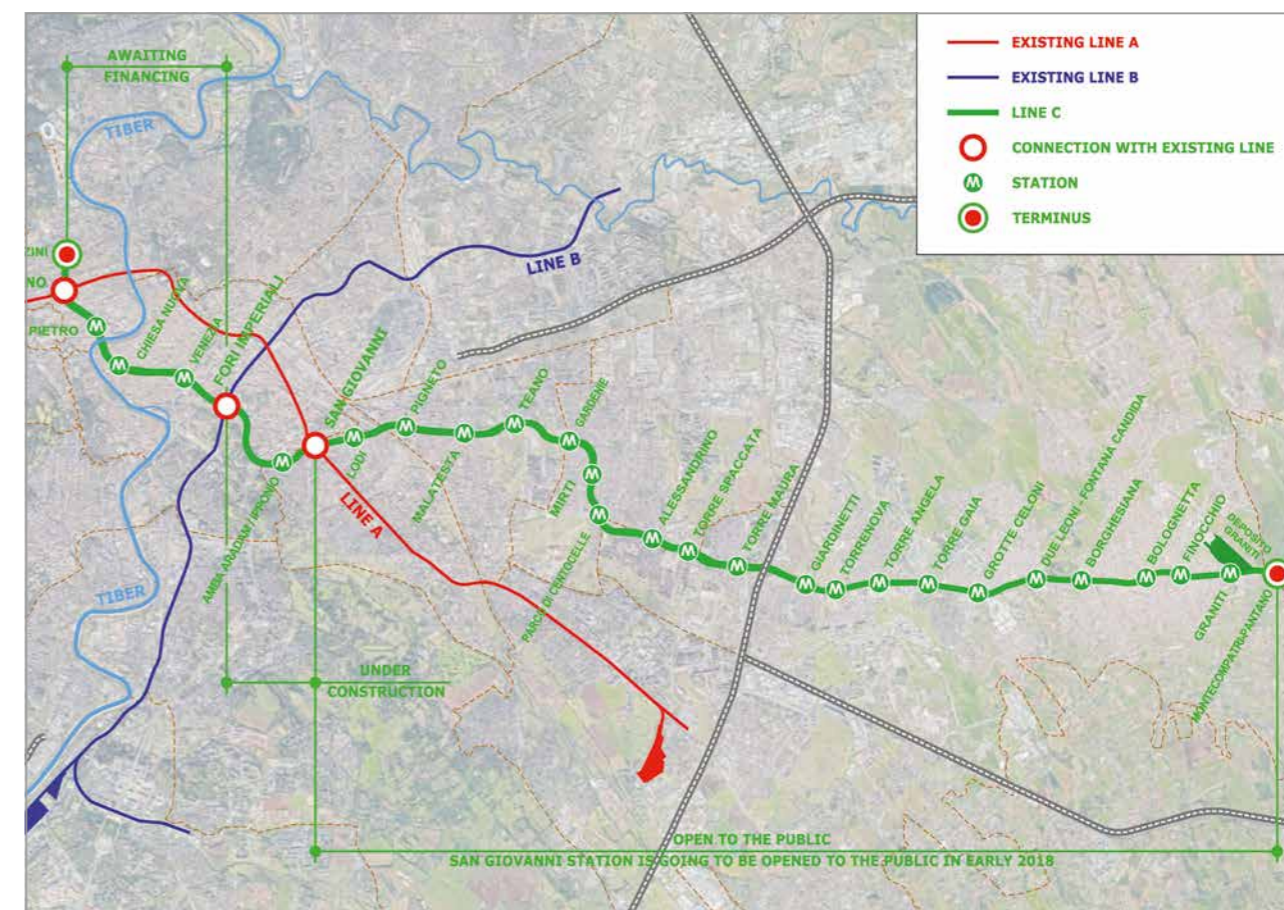 AWAITING
FINANCING
EXISTING LINE A
EXISTING LINE B
LINE C
CONNECTION WITH EXISTING LINE
STATION
TERMINUS
TIBER
LINE B
ZINI
NO
PIETRO
CHIESA NUOVA
VENEZIA
FORI IMPERIALI
AMBA ARADAM / IPPONIO
SAN GIOVANNI
LODI
PIGNETO
MALATESTA
TEANO
GARDENIE
MIRTI
PARCO DI CENTOCELLE
ALESSANDRINO
TORRE SPACCATA
TORRE MAURA
GIARDINETTI
TORRENOVA
TORRE ANGELA
TORRE GAIA
GROTTE CELONI
DUE LEONI - FONTANA CANDIDA
BORGHESIANA
BOLOGNETTA
FINOCCHIO
DEPOSITO
GRANITI
GRANITI
MONTECOMPATRI-PANTANO
LINE A
TIBER
UNDER
CONSTRUCTION
OPEN TO THE PUBLIC
SAN GIOVANNI STATION IS GOING TO BE OPENED TO THE PUBLIC IN EARLY 2018